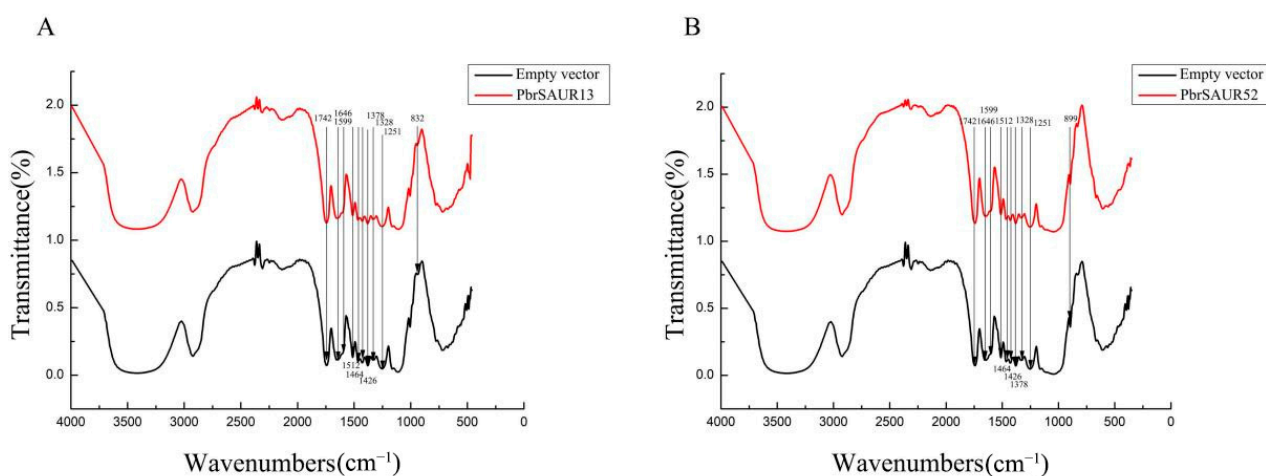 A
Empty vector
PbrSAUR13
2.0
1.5
1.0
0.5
0.0
Transmittance(%)
1742
1646
1599
1378
1328
1251
832
1512
1464
1426
4000 3500 3000 2500 2000 1500 1000 500 0
Wavenumbers(cm⁻¹)
B
Empty vector
PbrSAUR52
2.0
1.5
1.0
0.5
0.0
Transmittance(%)
1599
1742 1646 1512 1328 1251
899
1464
1426
1378
4000 3500 3000 2500 2000 1500 1000 500 0
Wavenumbers(cm⁻¹)